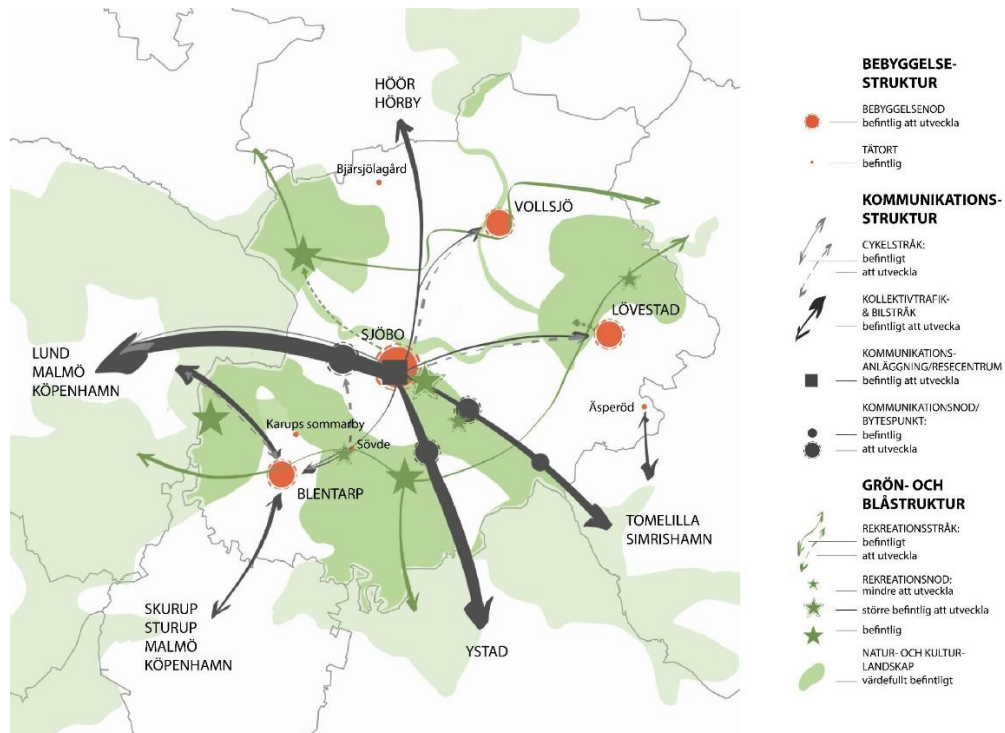 HÖÖR
HÖRBY
Bjärsjölagård
VOLLSJÖ
LÖVESTAD
SJÖBO
LUND
MALMÖ
KÖPENHAMN
Äsperöd
Karups sommarby
Sövde
BLENTARP
TOMELILLA
SIMRISHAMN
SKURUP
STURUP
MALMÖ
KÖPENHAMN
YSTAD
BEBYGGELSE-
STRUKTUR
BEBYGGELSENOD
befintlig att utveckla
TÄTORT
befintlig
KOMMUNIKATIONS-
STRUKTUR
CYKELSTRÅK:
befintligt
att utveckla
KOLLEKTIVTRAFIK-
& BILSTRÅK
befintligt att utvecka
KOMMUNIKATIONS-
ANLÄGGNING/RESECENTRUM
befintlig att utveckla
KOMMUNIKATIONSNOD/
BYTESPUNKT:
befintlig
att utveckla
GRÖN- OCH
BLÅSTRUKTUR
REKREATIONSSTRÅK:
befintligt
att utveckla
REKREATIONSNOD:
mindre att utveckla
större befintlig att utveckla
befintlig
NATUR- OCH KULTUR-
LANDSKAP
värdefullt befintligt